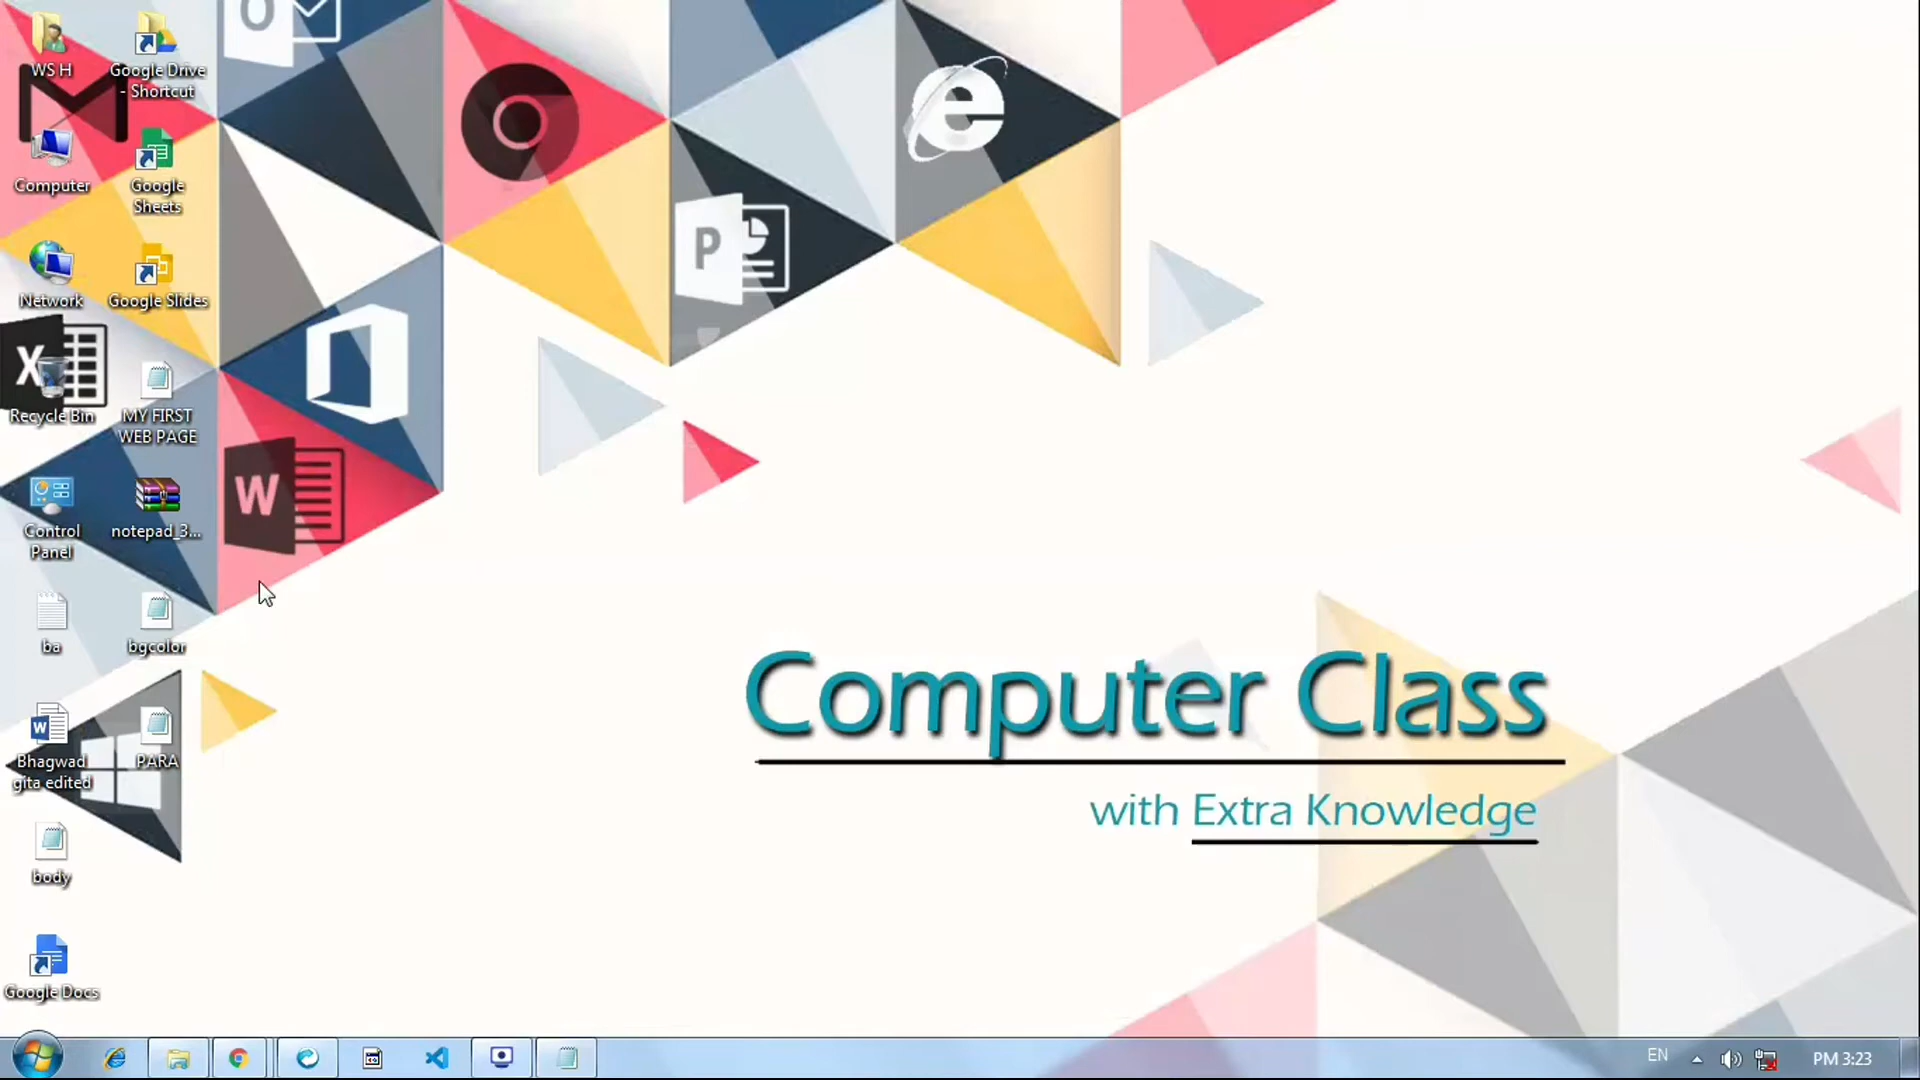 WS H
Google Drive
- Shortcut
Computer
Google
Sheets
Network
Google Slides
Recycle Bin
MY FIRST
WEB PAGE
Control
Panel
notepad_3...
ba
bgcolor
Bhagwad
gita edited
PARA
body
Google Docs
O
P
X
W
Computer Class
with Extra Knowledge
EN
PM 3:23